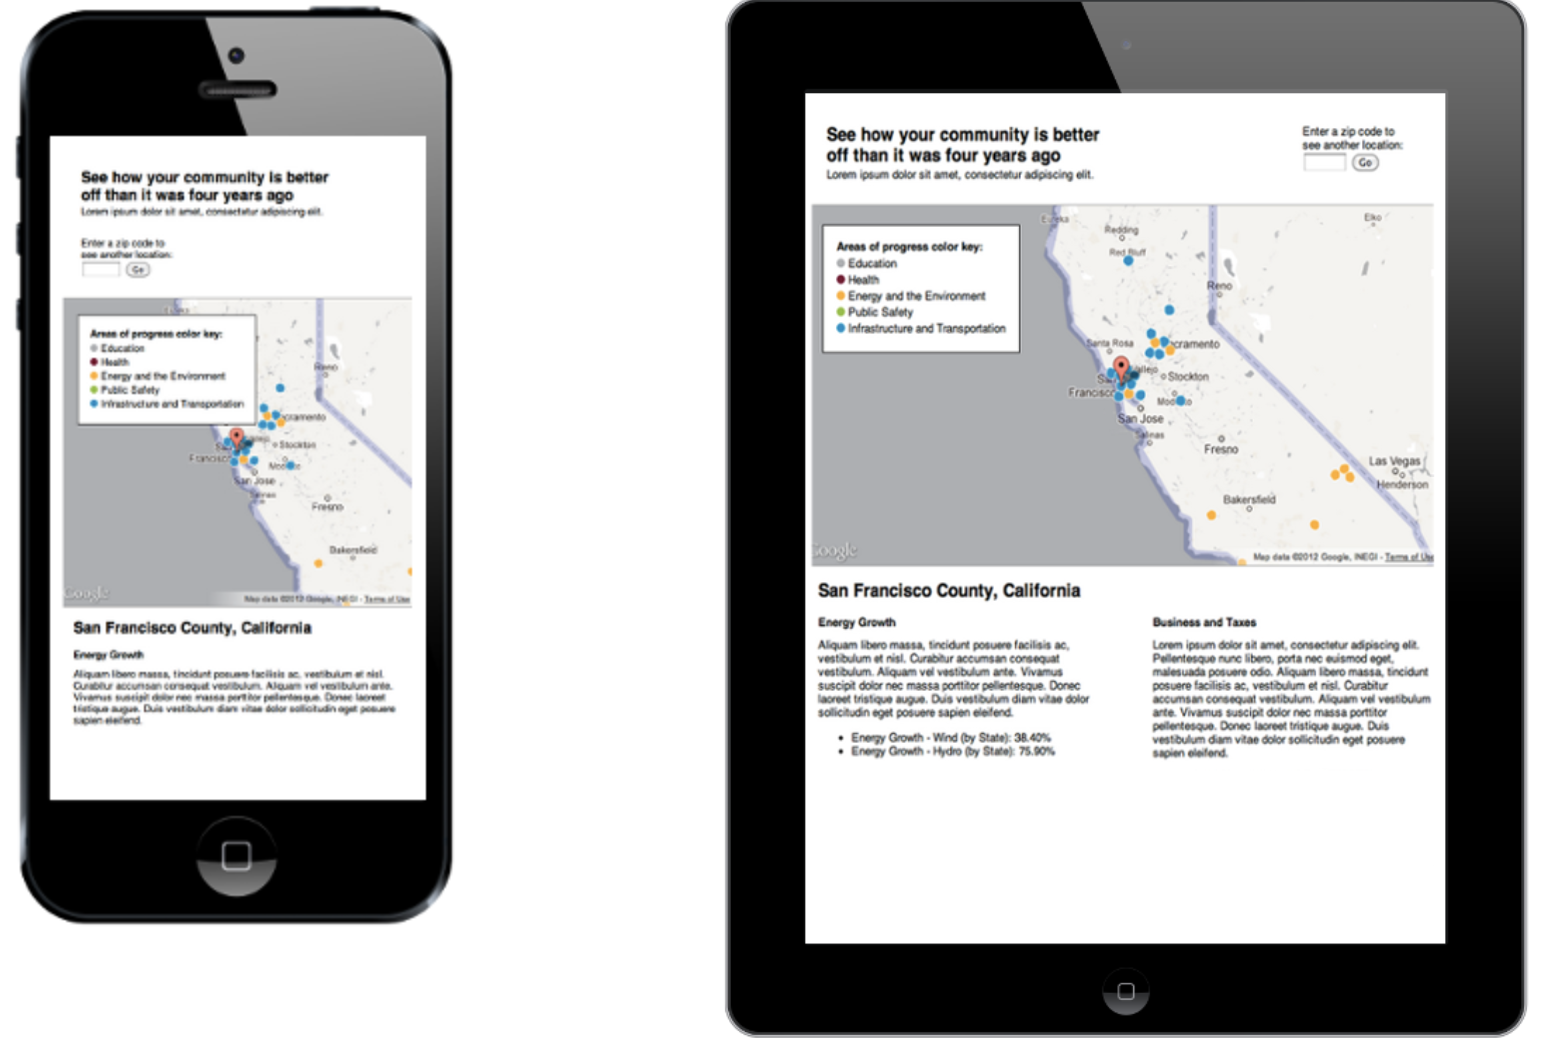 See how your community is better
off than it was four years ago
Lorem ipsum dolor sit amet, consectetur adipiscing elit.
Enter a zip code to
see another location:
Go
Eureka
Areas of progress color key:
Education
Health
Energy and the Environment
Public Safety
Infrastructure and Transportation
Reno
Sacramento
Vallejo
Stockton
San
Francisco
Modesto
San Jose
Salinas
Fresno
Bakersfield
Google
Map data ©2012 Google, INEGI - Terms of Use
San Francisco County, California
Energy Growth
Aliquam libero massa, tincidunt posuere facilisis ac, vestibulum et nisl.
Curabitur accumsan consequat vestibulum. Aliquam vel vestibulum ante.
Vivamus suscipit dolor nec massa porttitor pellentesque. Donec laoreet
tristique augue. Duis vestibulum diam vitae dolor sollicitudin eget posuere
sapien eleifend.
See how your community is better
off than it was four years ago
Lorem ipsum dolor sit amet, consectetur adipiscing elit.
Enter a zip code to
see another location:
Go
Eureka
Redding
Red Bluff
Elko
Areas of progress color key:
Education
Health
Energy and the Environment
Public Safety
Infrastructure and Transportation
Reno
Santa Rosa
Sacramento
Vallejo
Stockton
San
Francisco
Modesto
San Jose
Salinas
Fresno
Las Vegas
Henderson
Bakersfield
Google
Map data ©2012 Google, INEGI - Terms of Use
San Francisco County, California
Energy Growth
Aliquam libero massa, tincidunt posuere facilisis ac,
vestibulum et nisl. Curabitur accumsan consequat
vestibulum. Aliquam vel vestibulum ante. Vivamus
suscipit dolor nec massa porttitor pellentesque. Donec
laoreet tristique augue. Duis vestibulum diam vitae dolor
sollicitudin eget posuere sapien eleifend.
• Energy Growth - Wind (by State): 38.40%
• Energy Growth - Hydro (by State): 75.90%
Business and Taxes
Lorem ipsum dolor sit amet, consectetur adipiscing elit.
Pellentesque nunc libero, porta nec euismod eget,
malesuada posuere odio. Aliquam libero massa, tincidunt
posuere facilisis ac, vestibulum et nisl. Curabitur
accumsan consequat vestibulum. Aliquam vel vestibulum
ante. Vivamus suscipit dolor nec massa porttitor
pellentesque. Donec laoreet tristique augue. Duis
vestibulum diam vitae dolor sollicitudin eget posuere
sapien eleifend.